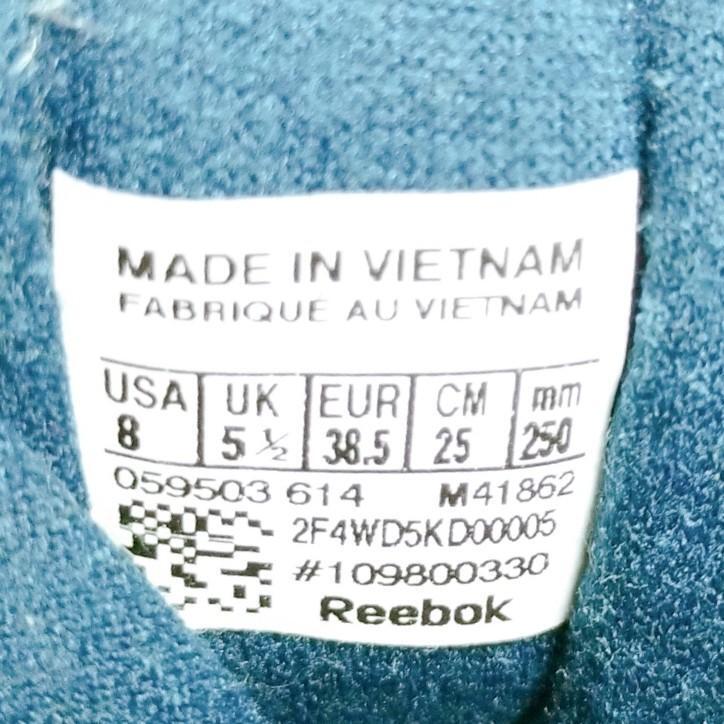 MADE IN VIETNAM
FABRIQUÉ AU VIETNAM
USA UK EUR CM mm
8 5 ½ 38.5 25 250
059503 614 M41862
2F4WD5KD00005
#109800330
Reebok